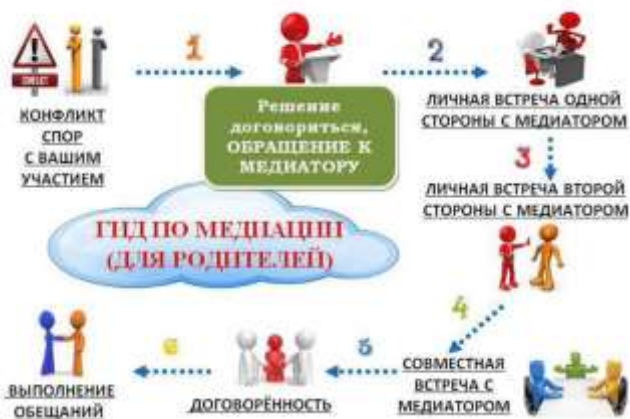 CONFLICT
КОНФЛИКТ
СПОР
С ВАШИМ
УЧАСТИЕМ
1
Решение
договориться,
ОБРАЩЕНИЕ К
МЕДИАТОРУ
2
ЛИЧНАЯ ВСТРЕЧА ОДНОЙ
СТОРОНЫ С МЕДИАТОРОМ
3
ЛИЧНАЯ ВСТРЕЧА ВТОРОЙ
СТОРОНЫ С МЕДИАТОРОМ
ГИД ПО МЕДИАЦИИ
(ДЛЯ РОДИТЕЛЕЙ)
4
СОВМЕСТНАЯ
ВСТРЕЧА С
МЕДИАТОРОМ
5
ДОГОВОРЁННОСТЬ
6
ВЫПОЛНЕНИЕ
ОБЕЩАНИЙ